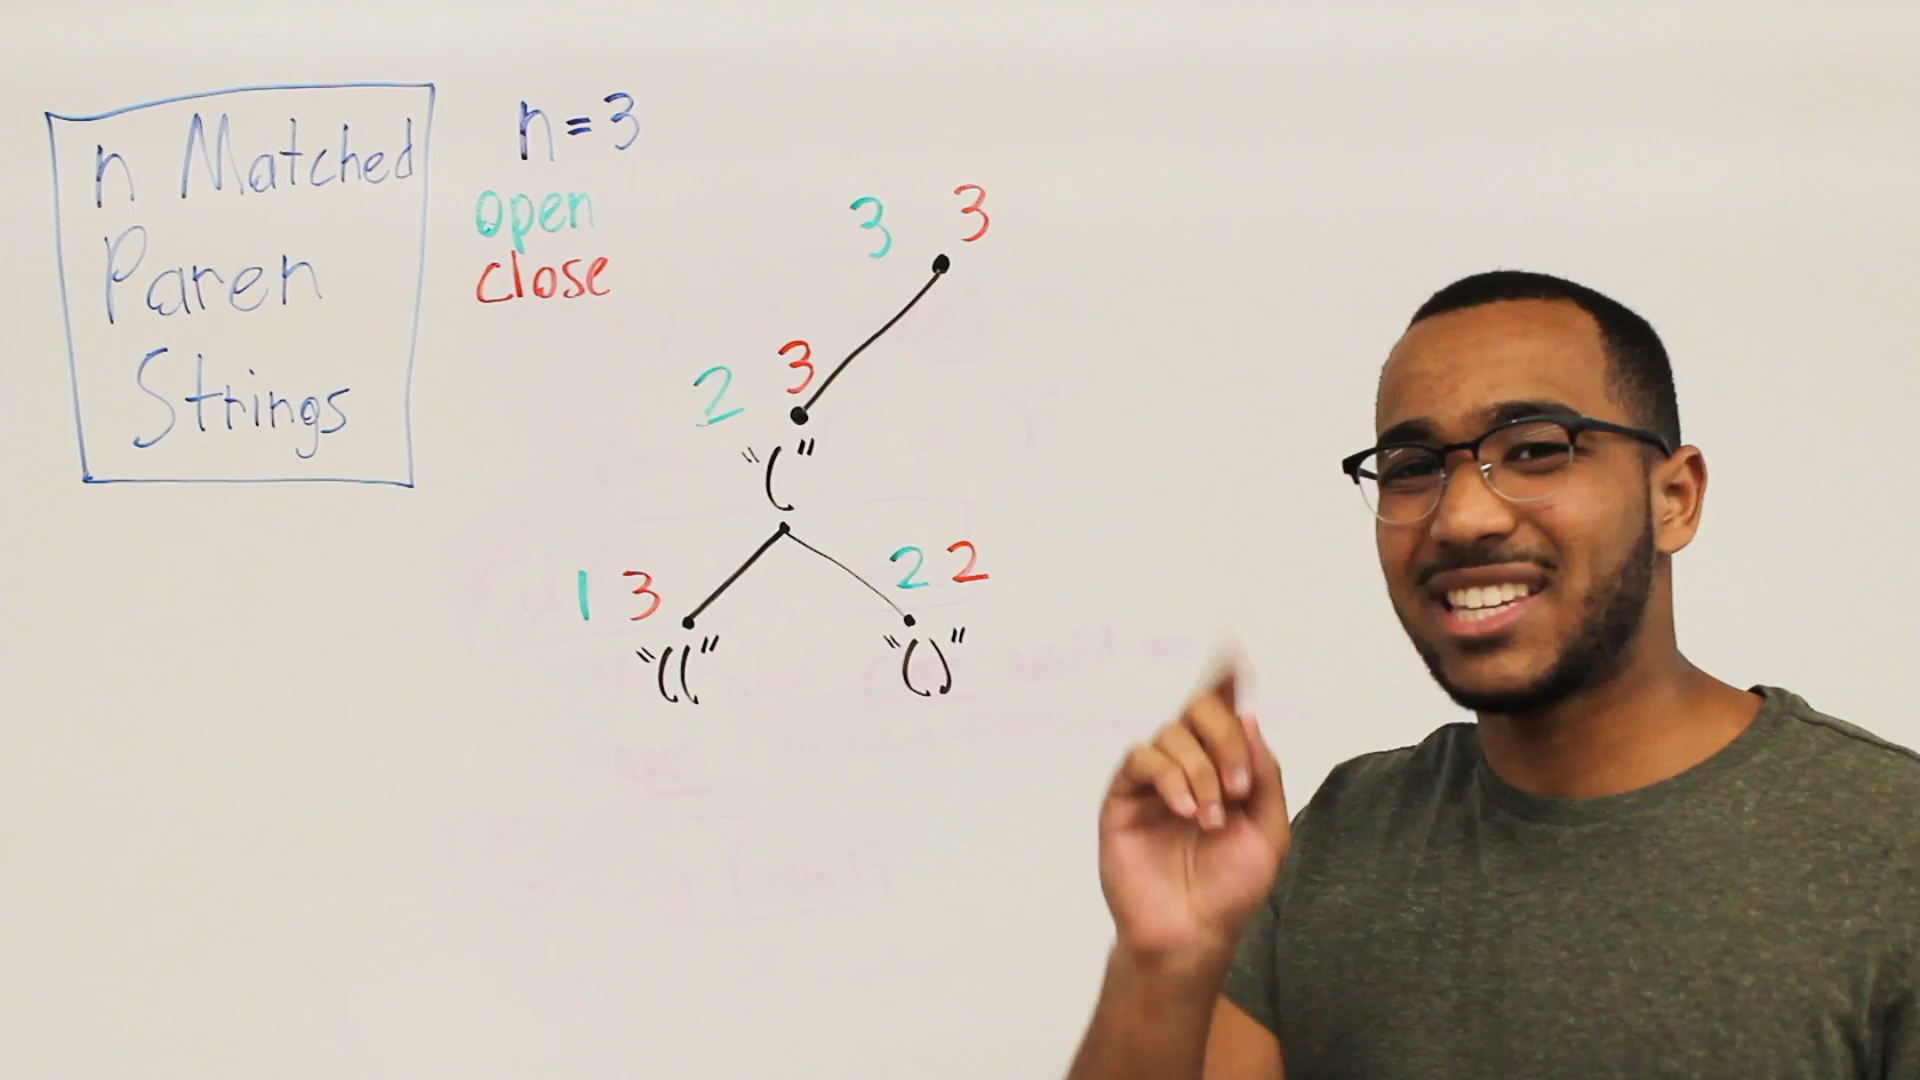 n Matched
Paren
Strings
n=3
open
close
3 3
2 3
"("
1 3
2 2
"(("
"()"